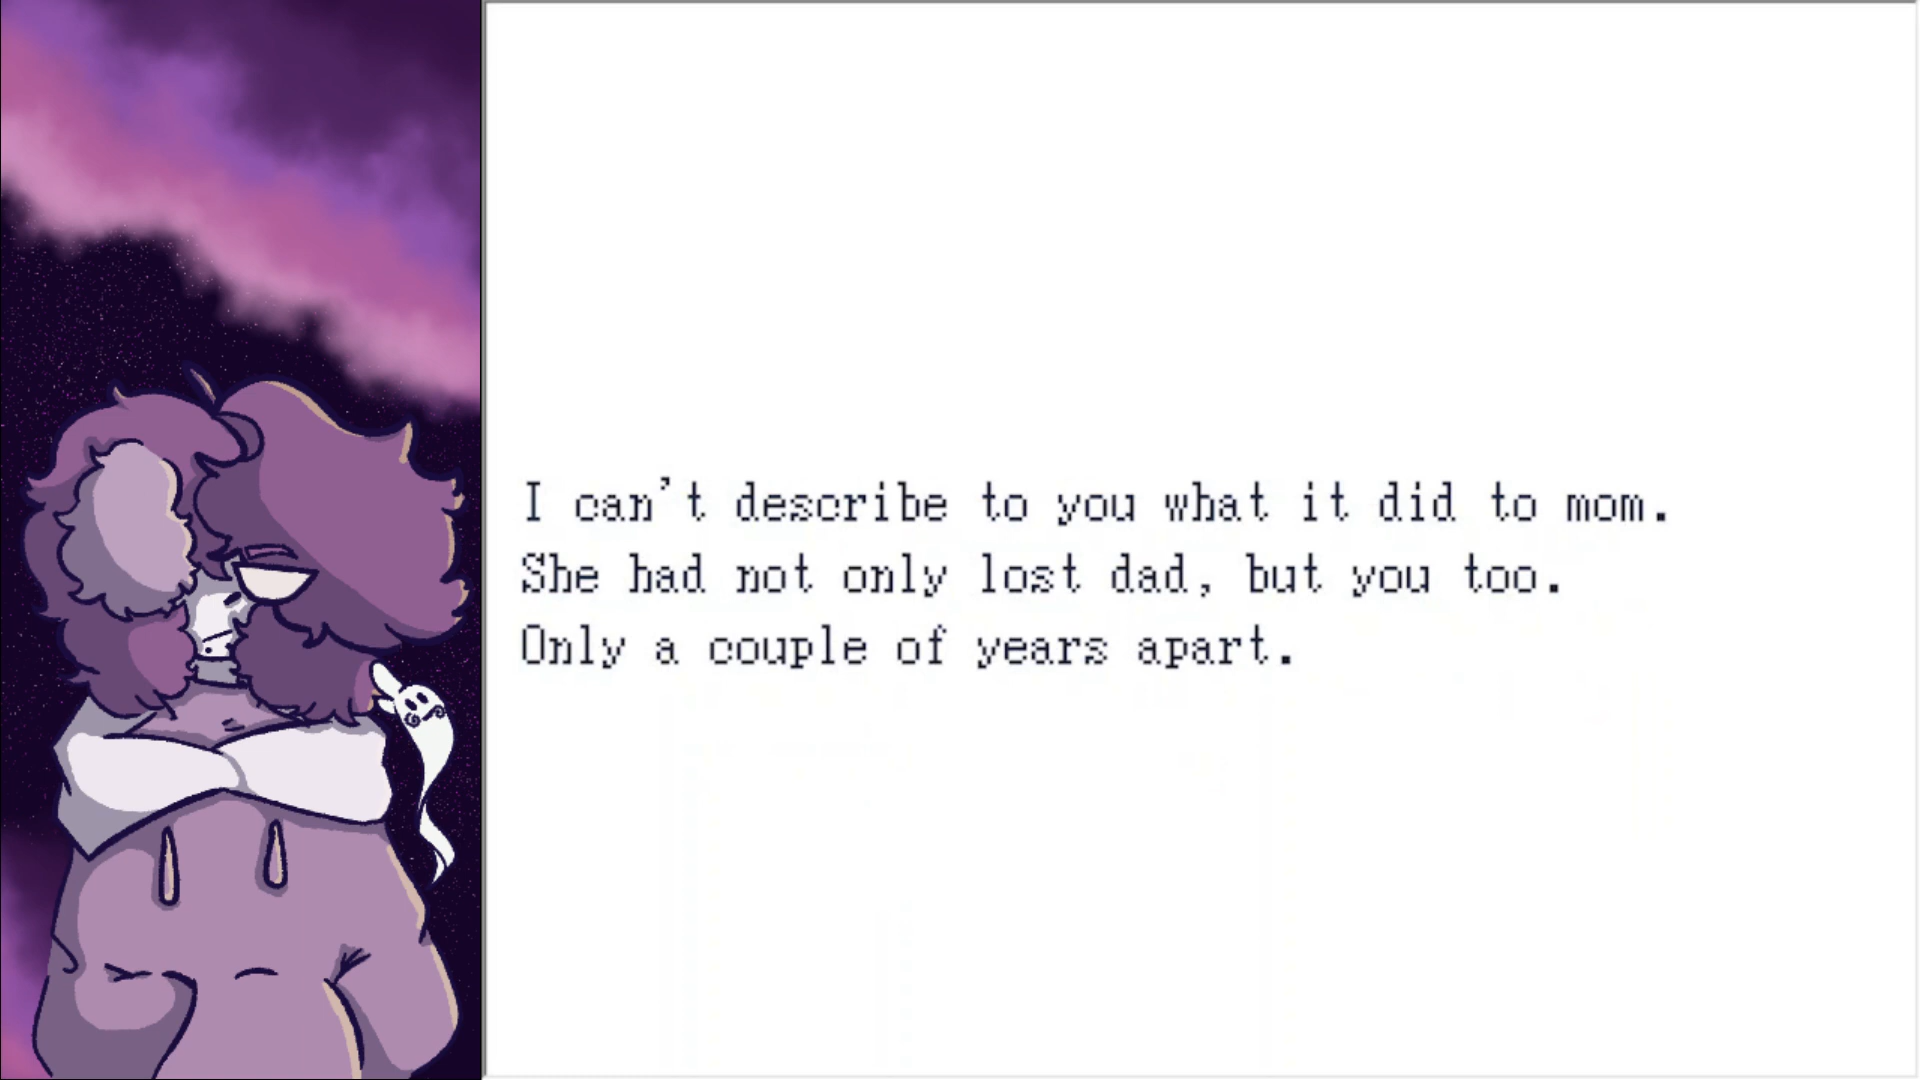 I can't describe to you what it did to mom.
She had not only lost dad, but you too.
Only a couple of years apart.